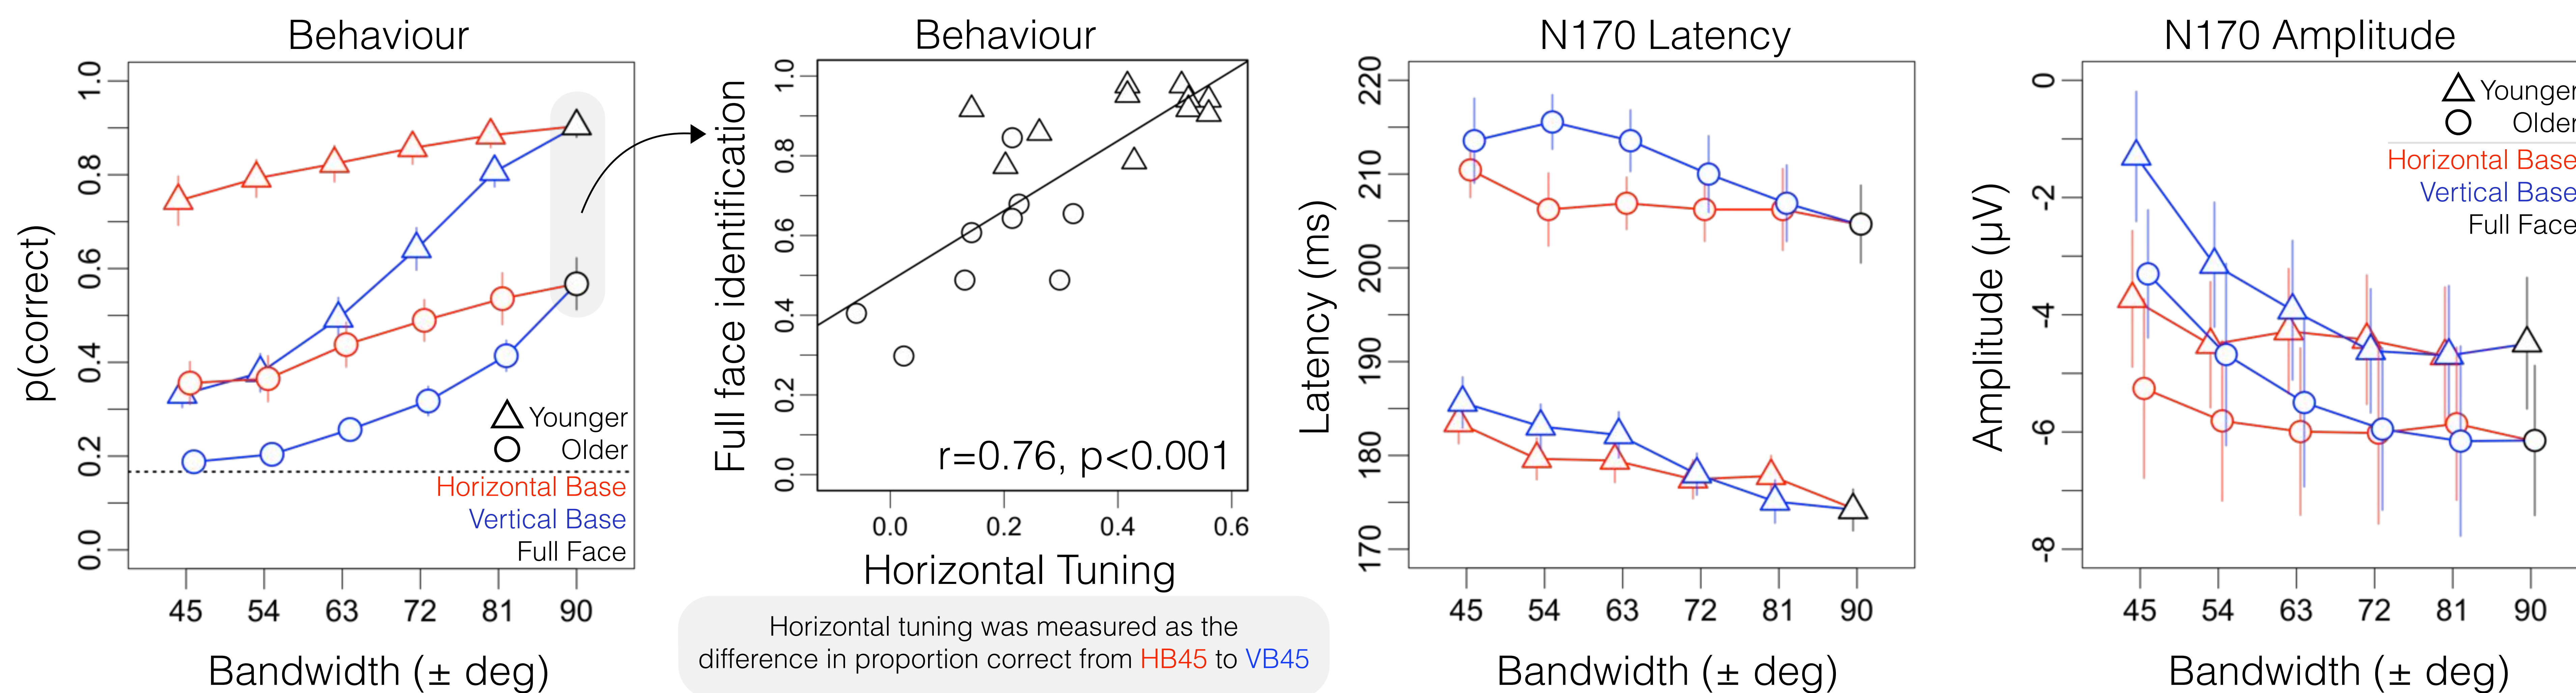 Behaviour
p(correct)
1.0
0.8
0.6
0.4
0.2
0.0
Younger
Older
Horizontal Base
Vertical Base
Full Face
45 54 63 72 81 90
Bandwidth (± deg)
Behaviour
Full face identification
1.0
0.8
0.6
0.4
0.2
0.0
r=0.76, p<0.001
0.0 0.2 0.4 0.6
Horizontal Tuning
Horizontal tuning was measured as the
difference in proportion correct from HB45 to VB45
N170 Latency
Latency (ms)
220
210
200
190
180
170
45 54 63 72 81 90
Bandwidth (± deg)
N170 Amplitude
Amplitude (µV)
0
-2
-4
-6
-8
Younger
Older
Horizontal Base
Vertical Base
Full Face
45 54 63 72 81 90
Bandwidth (± deg)